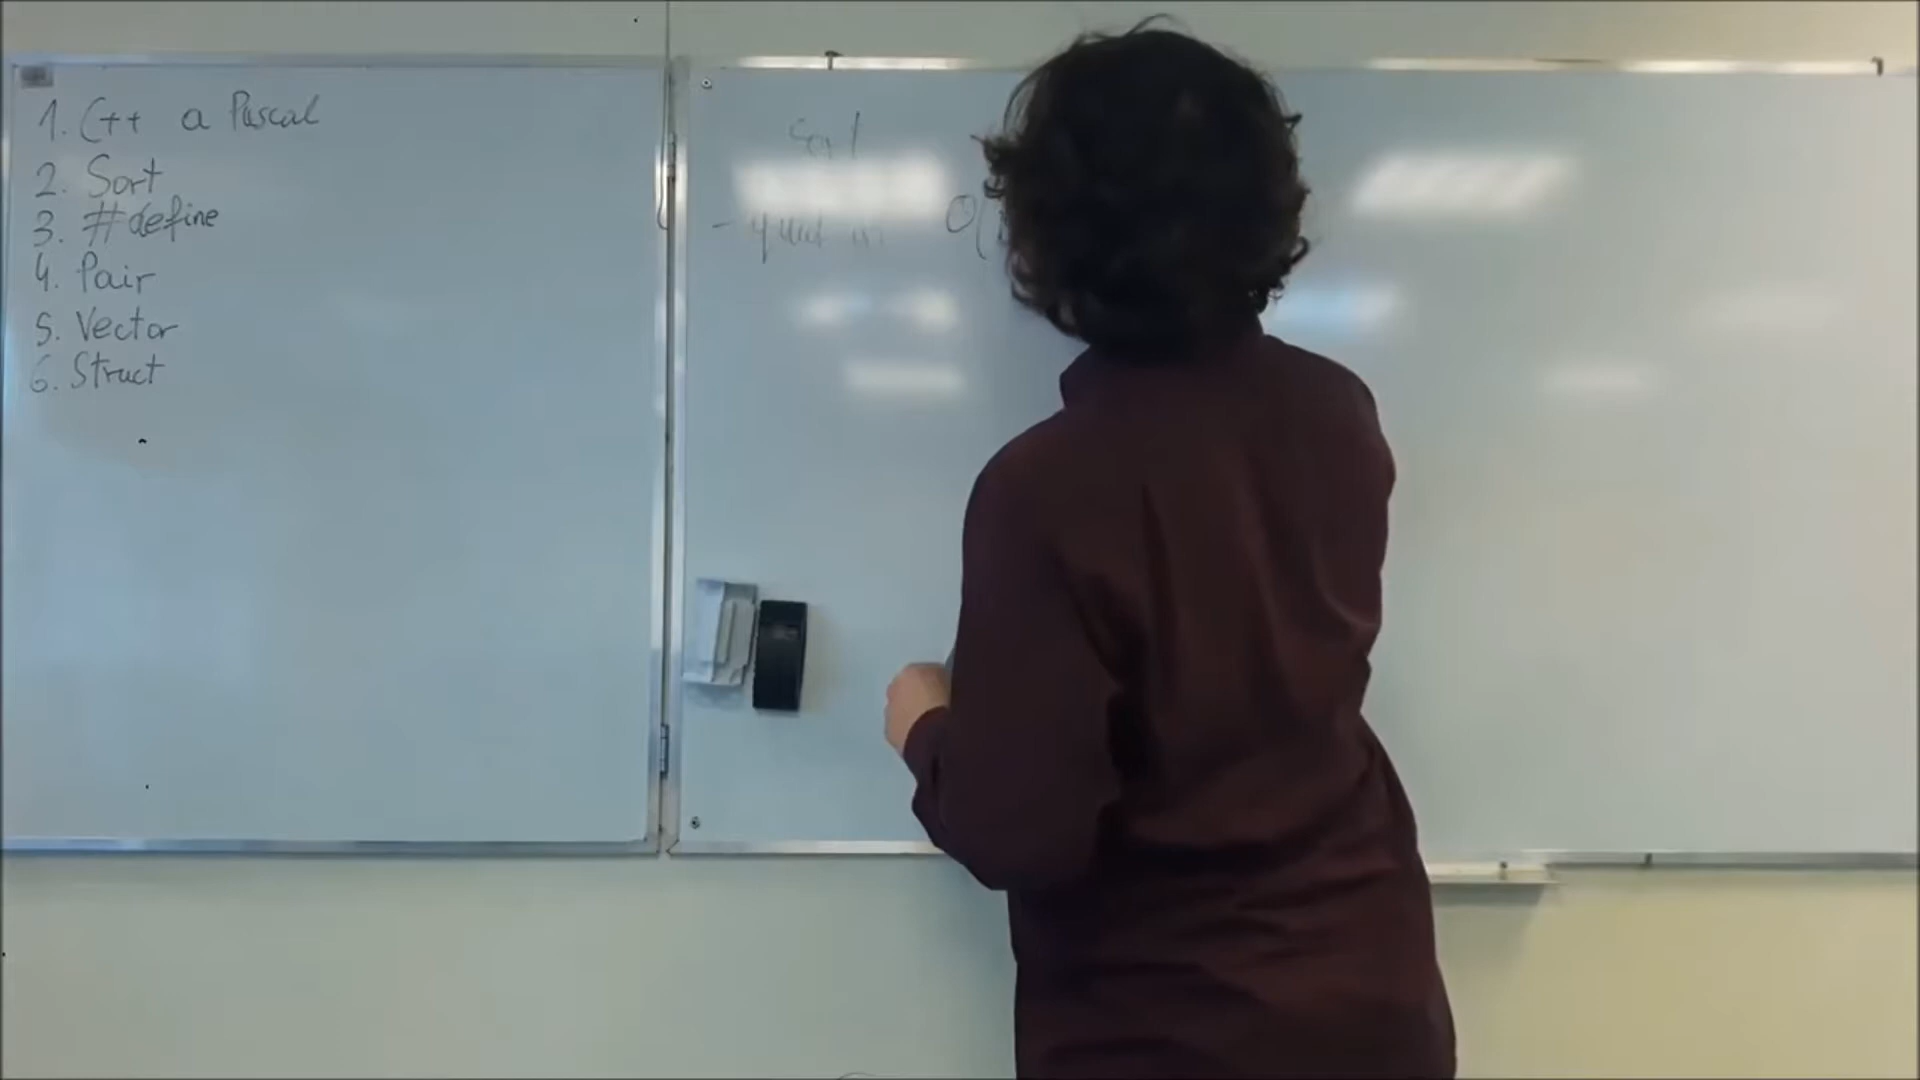 1. C++ a Pascal
2. Sort
3. #define
4. Pair
5. Vector
6. Struct
Sort
O(